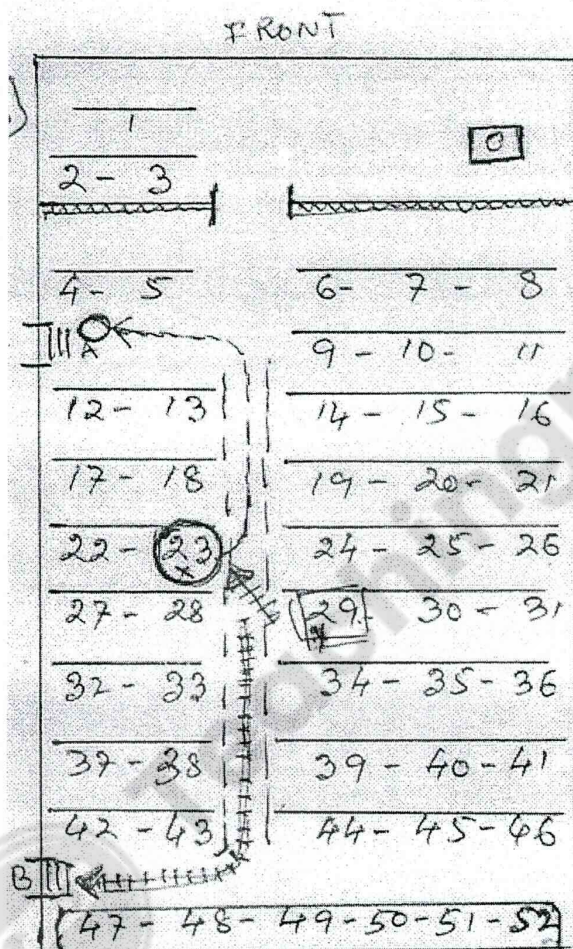 FRONT
1
0
2 - 3
4 - 5 6 - 7 - 8
A
9 - 10 - 11
12 - 13 14 - 15 - 16
17 - 18 19 - 20 - 21
22 - 23 24 - 25 - 26
x
27 - 28 29 - 30 - 31
32 - 33 34 - 35 - 36
37 - 38 39 - 40 - 41
42 - 43 44 - 45 - 46
B
47 - 48 - 49 - 50 - 51 - 52